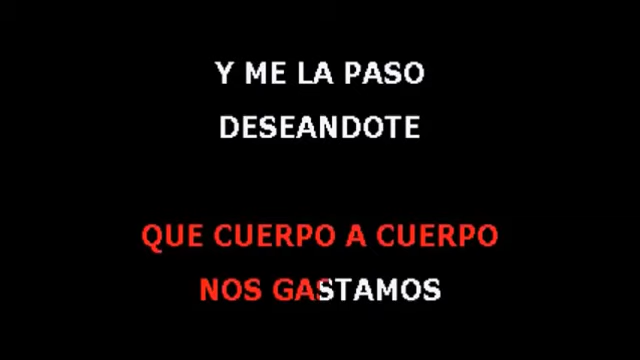 Y ME LA PASO
DESEANDOTE
QUE CUERPO A CUERPO
NOS GASTAMOS